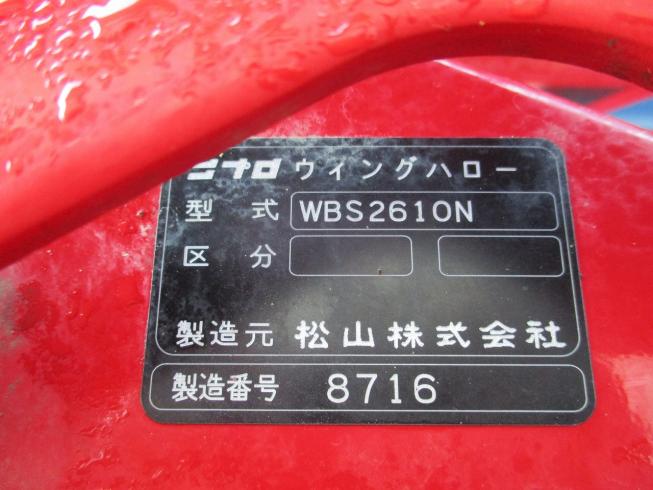 ニプロ ウィングハロー
型式 WBS2610N
区分
製造元 松山株式会社
製造番号 8716